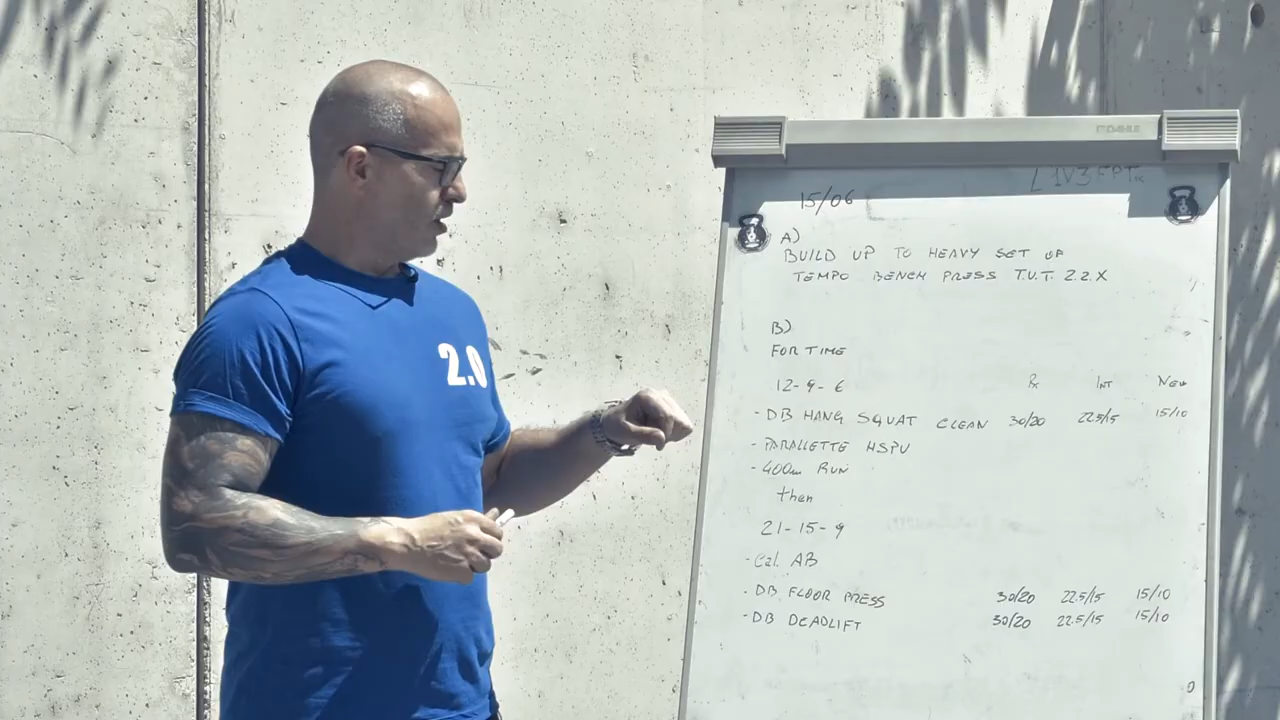 2.0
15/06
A)
BUILD UP TO HEAVY SET OF
TEMPO BENCH PRESS T.U.T. 2.2.X
B)
FOR TIME
12-9-6 Rx INT NEW
- DB HANG SQUAT CLEAN 30/20 22.5/15 15/10
- PARALLETTE HSPU
- 400m RUN
then
21-15-9
- Cal. AB
- DB FLOOR PRESS 30/20 22.5/15 15/10
- DB DEADLIFT 30/20 22.5/15 15/10